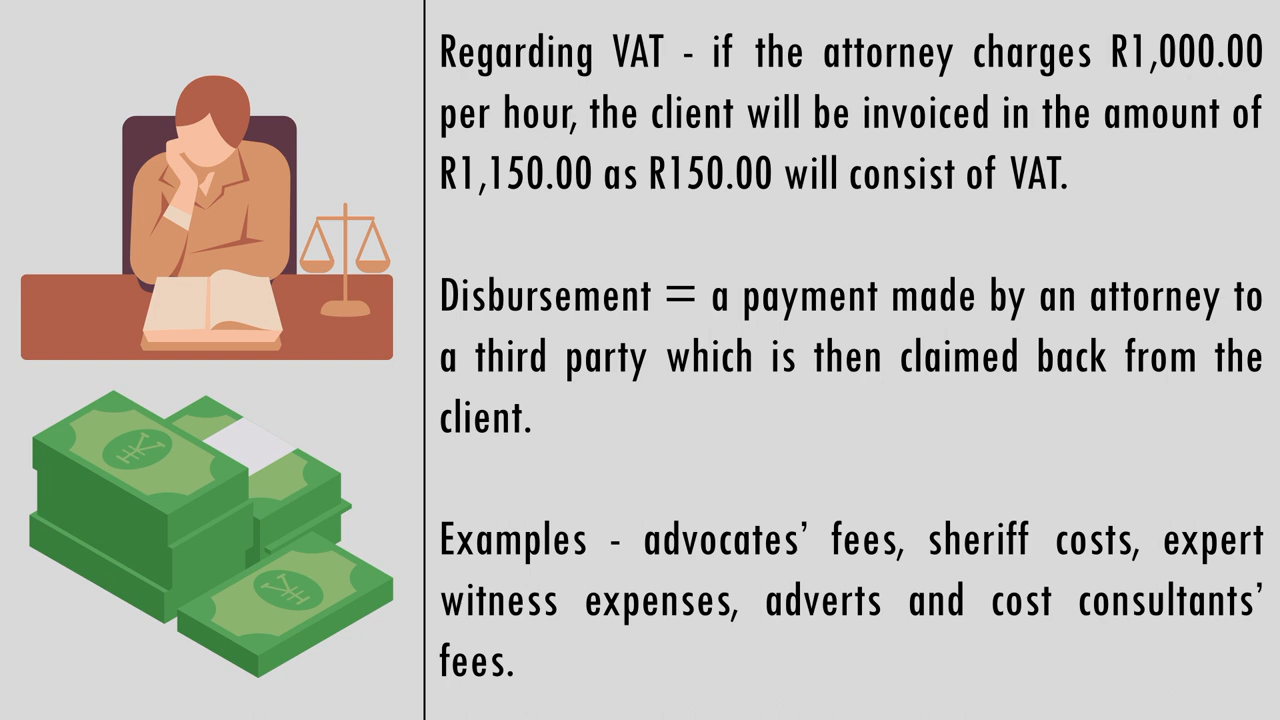 Regarding VAT - if the attorney charges R1,000.00
per hour, the client will be invoiced in the amount of
R1,150.00 as R150.00 will consist of VAT.
Disbursement = a payment made by an attorney to
a third party which is then claimed back from the
client.
Examples - advocates’ fees, sheriff costs, expert
witness expenses, adverts and cost consultants’
fees.